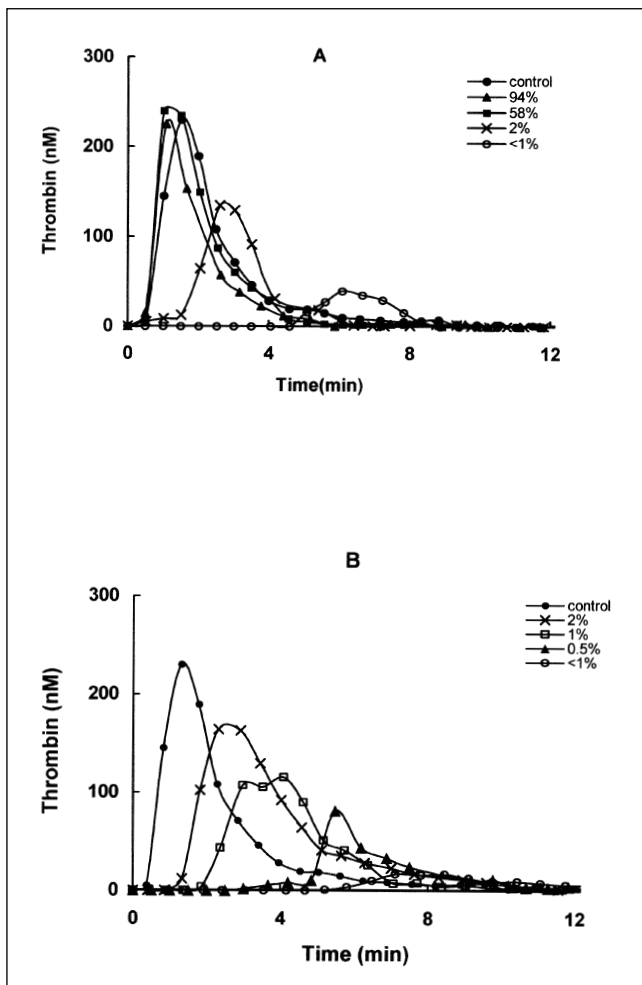 A
300
200
100
0
Thrombin (nM)
control
94%
58%
2%
<1%
0 4 8 12
Time(min)
B
300
200
100
0
Thrombin (nM)
control
2%
1%
0.5%
<1%
0 4 8 12
Time (min)